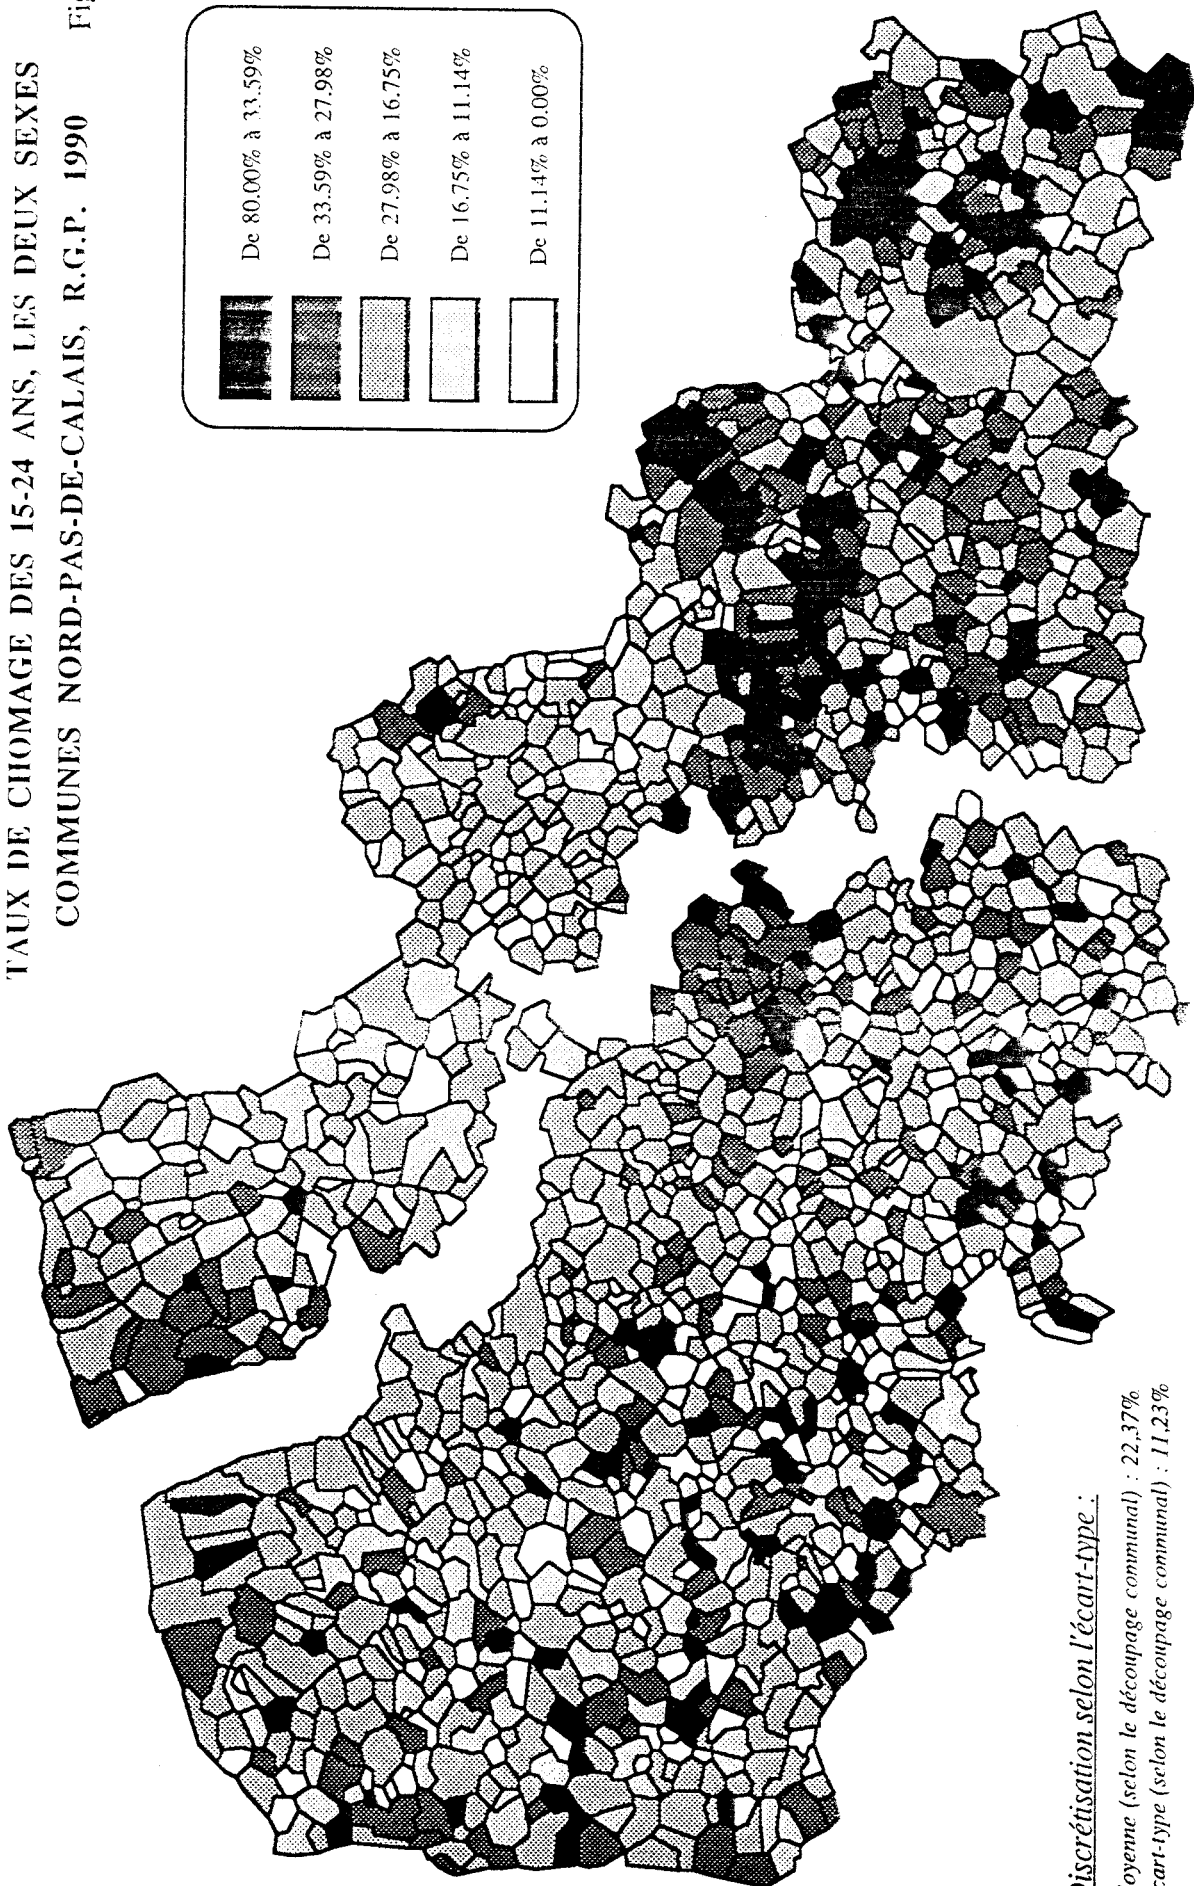 TAUX DE CHOMAGE DES 15-24 ANS, LES DEUX SEXES
COMMUNES NORD-PAS-DE-CALAIS, R.G.P. 1990
De 80.00% à 33.59%
De 33.59% à 27.98%
De 27.98% à 16.75%
De 16.75% à 11.14%
De 11.14% à 0.00%
Discrétisation selon l'écart-type :
oyenne (selon le découpage communal) : 22,37%
cart-type (selon le découpage communal) : 11,23%